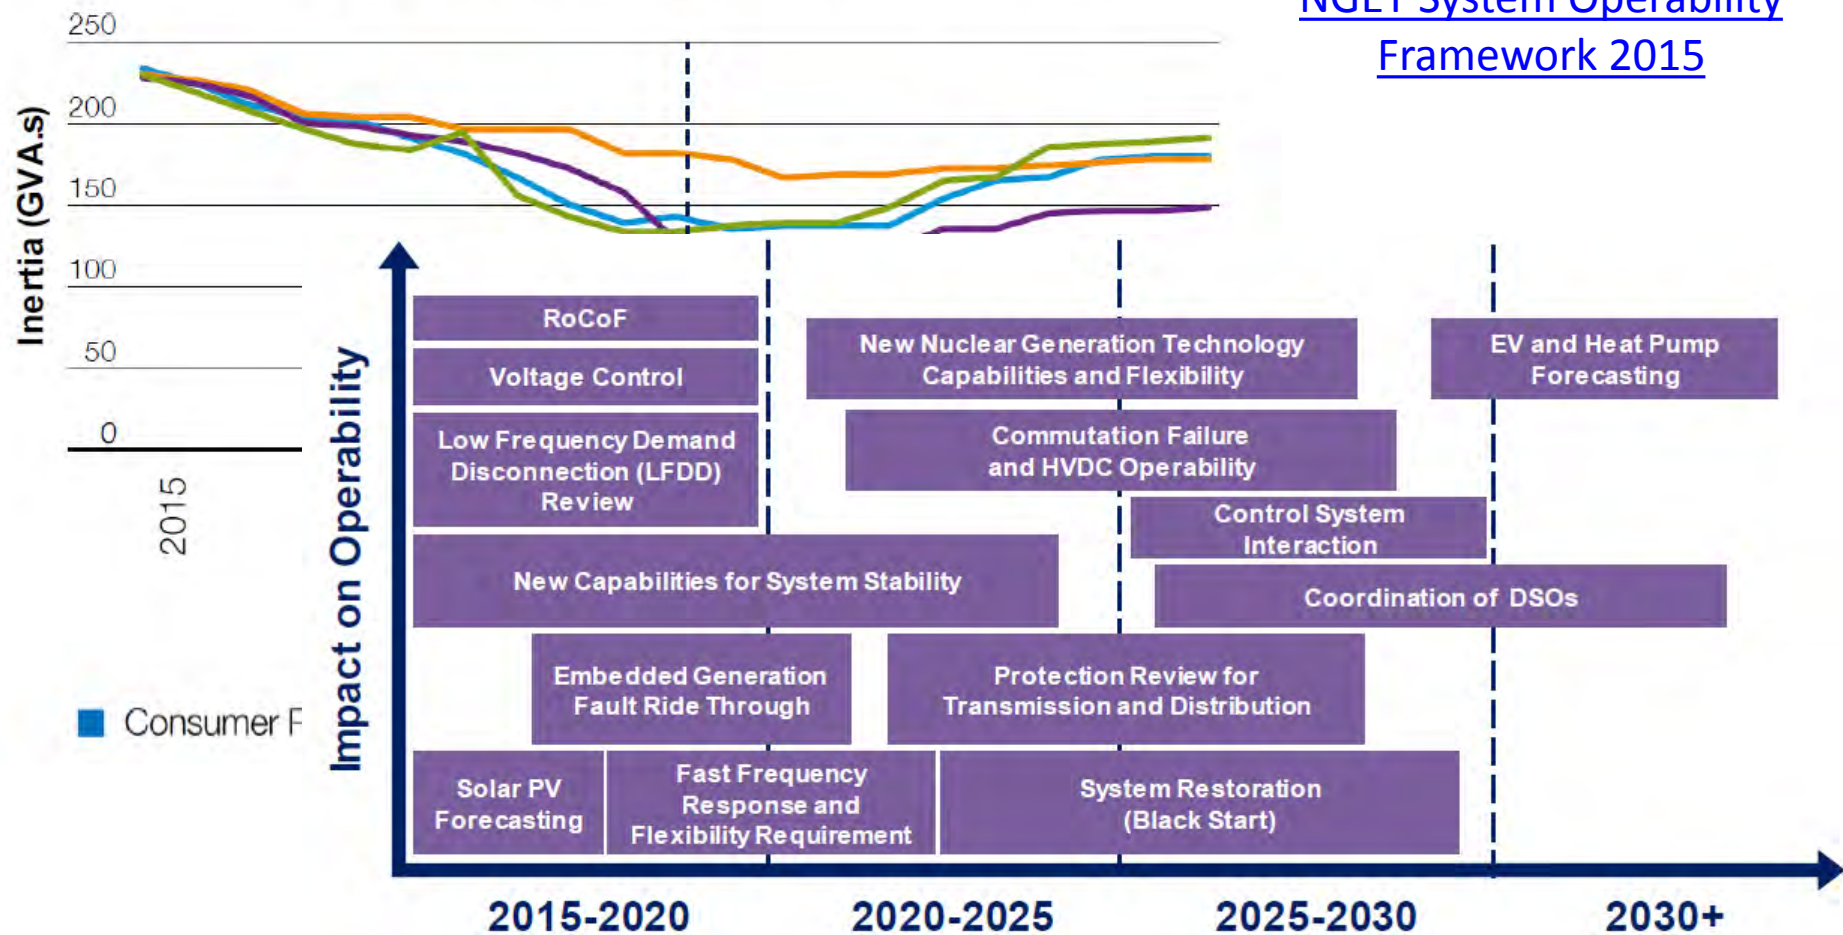 NGET System Operability
Framework 2015
250
200
150
100
50
0
Inertia (GVA.s)
2015
Consumer
Impact on Operability
RoCoF
Voltage Control
Low Frequency Demand
Disconnection (LFDD)
Review
New Capabilities for System Stability
Embedded Generation
Fault Ride Through
Solar PV
Forecasting
Fast Frequency
Response and
Flexibility Requirement
New Nuclear Generation Technology
Capabilities and Flexibility
Commutation Failure
and HVDC Operability
Control System
Interaction
Coordination of DSOs
Protection Review for
Transmission and Distribution
System Restoration
(Black Start)
EV and Heat Pump
Forecasting
2015-2020
2020-2025
2025-2030
2030+